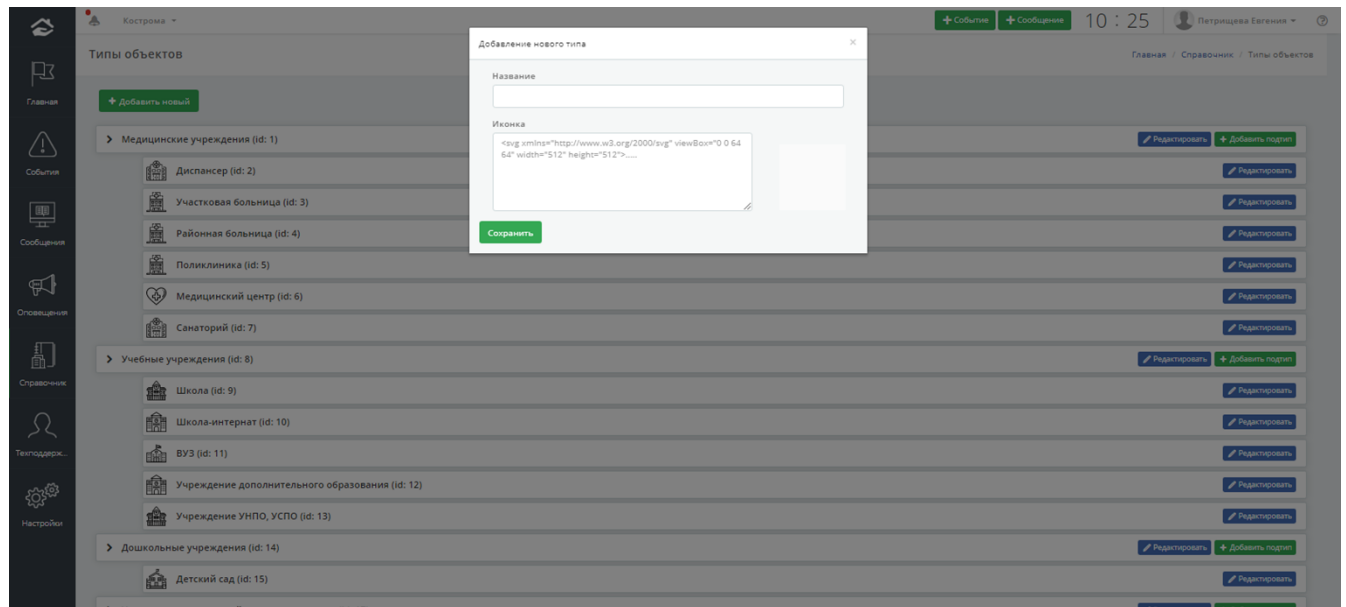 Кострома
+ Событие
+ Сообщение
10 : 25
Петрищева Евгения
Типы объектов
Главная / Справочник / Типы объектов
Главная
События
Сообщения
Оповещения
Справочник
Техподдерж...
Настройки
+ Добавить новый
Добавление нового типа
×
Название
Иконка
<svg xmlns="http://www.w3.org/2000/svg" viewBox="0 0 64
64" width="512" height="512">.....
Сохранить
Медицинские учреждения (id: 1)
Редактировать
+ Добавить подтип
Диспансер (id: 2)
Редактировать
Участковая больница (id: 3)
Редактировать
Районная больница (id: 4)
Редактировать
Поликлиника (id: 5)
Редактировать
Медицинский центр (id: 6)
Редактировать
Санаторий (id: 7)
Редактировать
Учебные учреждения (id: 8)
Редактировать
+ Добавить подтип
Школа (id: 9)
Редактировать
Школа-интернат (id: 10)
Редактировать
ВУЗ (id: 11)
Редактировать
Учреждение дополнительного образования (id: 12)
Редактировать
Учреждение УНПО, УСПО (id: 13)
Редактировать
Дошкольные учреждения (id: 14)
Редактировать
+ Добавить подтип
Детский сад (id: 15)
Редактировать